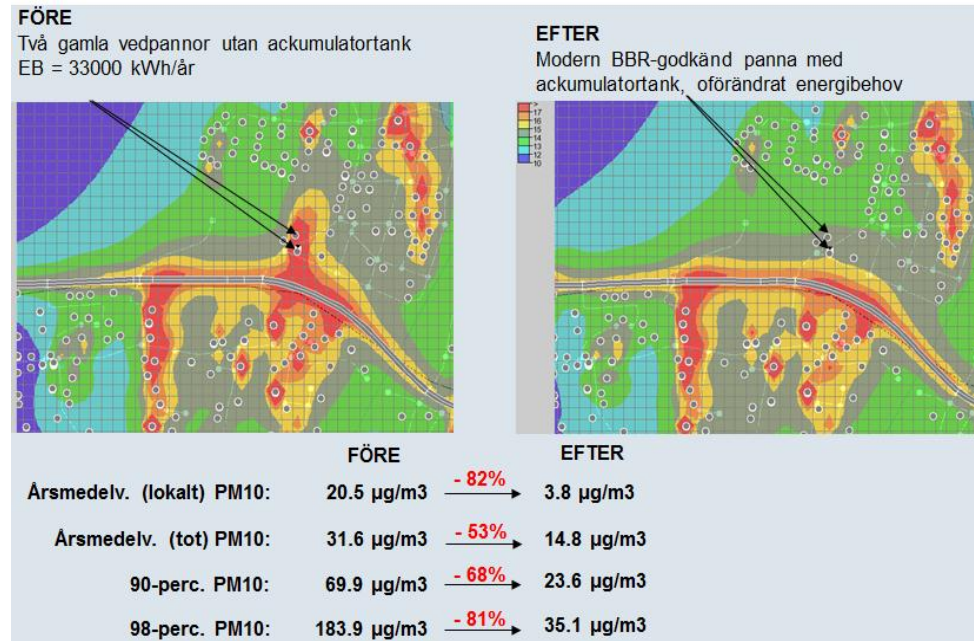 FÖRE
Två gamla vedpannor utan ackumulatortank
EB = 33000 kWh/år
EFTER
Modern BBR-godkänd panna med
ackumulatortank, oförändrat energibehov
>
17
16
15
14
13
12
10
FÖRE EFTER
Årsmedelv. (lokalt) PM10: 20.5 µg/m3 - 82% 3.8 µg/m3
Årsmedelv. (tot) PM10: 31.6 µg/m3 - 53% 14.8 µg/m3
90-perc. PM10: 69.9 µg/m3 - 68% 23.6 µg/m3
98-perc. PM10: 183.9 µg/m3 - 81% 35.1 µg/m3